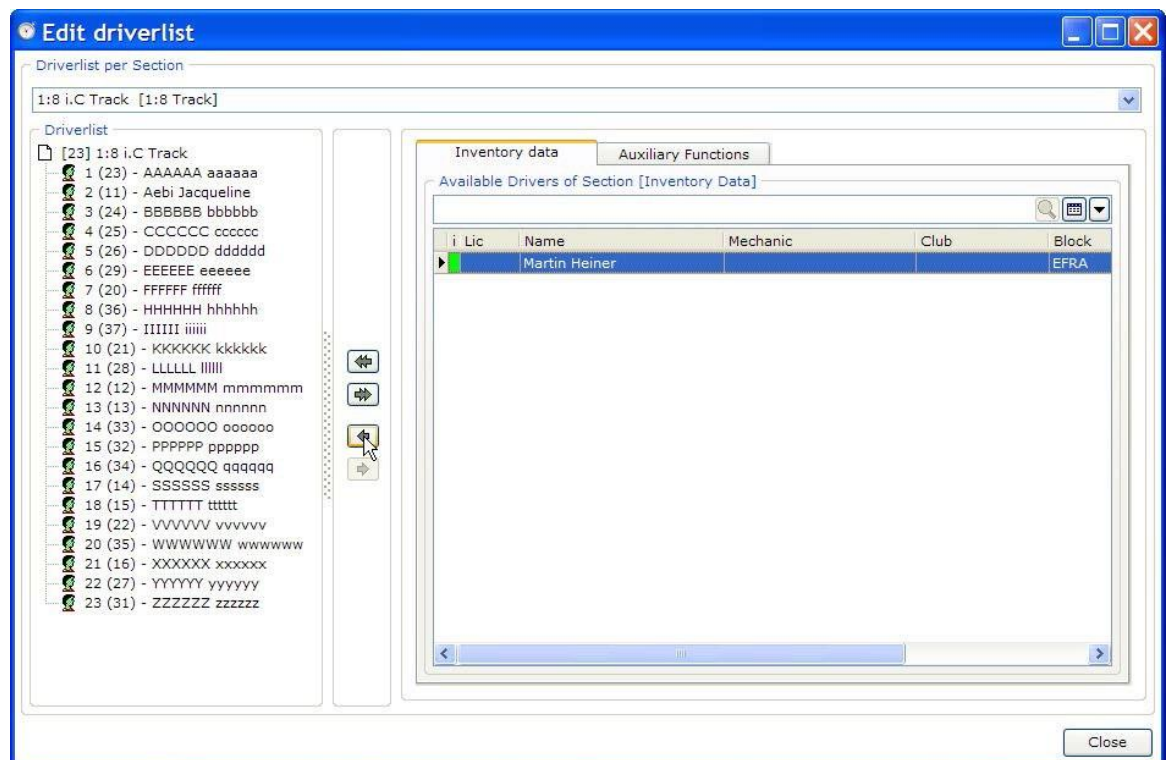 Edit driverlist
Driverlist per Section
1:8 i.C Track [1:8 Track]
Driverlist
[23] 1:8 i.C Track
1 (23) - AAAAAA aaaaaa
2 (11) - Aebi Jacqueline
3 (24) - BBBBBB bbbbbb
4 (25) - CCCCCC cccccc
5 (26) - DDDDDD dddddd
6 (29) - EEEEEE eeeeee
7 (20) - FFFFFF ffffff
8 (36) - HHHHHH hhhhhh
9 (37) - IIIIII iiiiii
10 (21) - KKKKKK kkkkkk
11 (28) - LLLLLL llllll
12 (12) - MMMMMM mmmmmm
13 (13) - NNNNNN nnnnnn
14 (33) - OOOOOO oooooo
15 (32) - PPPPPP pppppp
16 (34) - QQQQQQ qqqqqq
17 (14) - SSSSSS ssssss
18 (15) - TTTTTT tttttt
19 (22) - VVVVVV vvvvvv
20 (35) - WWWWWW wwwwww
21 (16) - XXXXXX xxxxxx
22 (27) - YYYYYY yyyyyy
23 (31) - ZZZZZZ zzzzzz
Inventory data Auxiliary Functions
Available Drivers of Section [Inventory Data]
i Lic Name Mechanic Club Block
Martin Heiner EFRA
Close